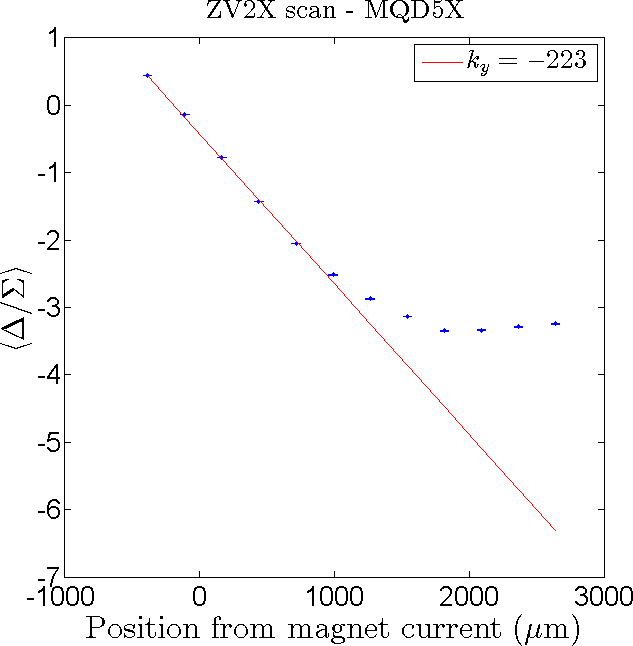 ZV2X scan - MQD5X
k_y = −223
1
0
-1
-2
-3
-4
-5
-6
-7
⟨Δ/Σ⟩
-1000 0 1000 2000 3000
Position from magnet current (μm)